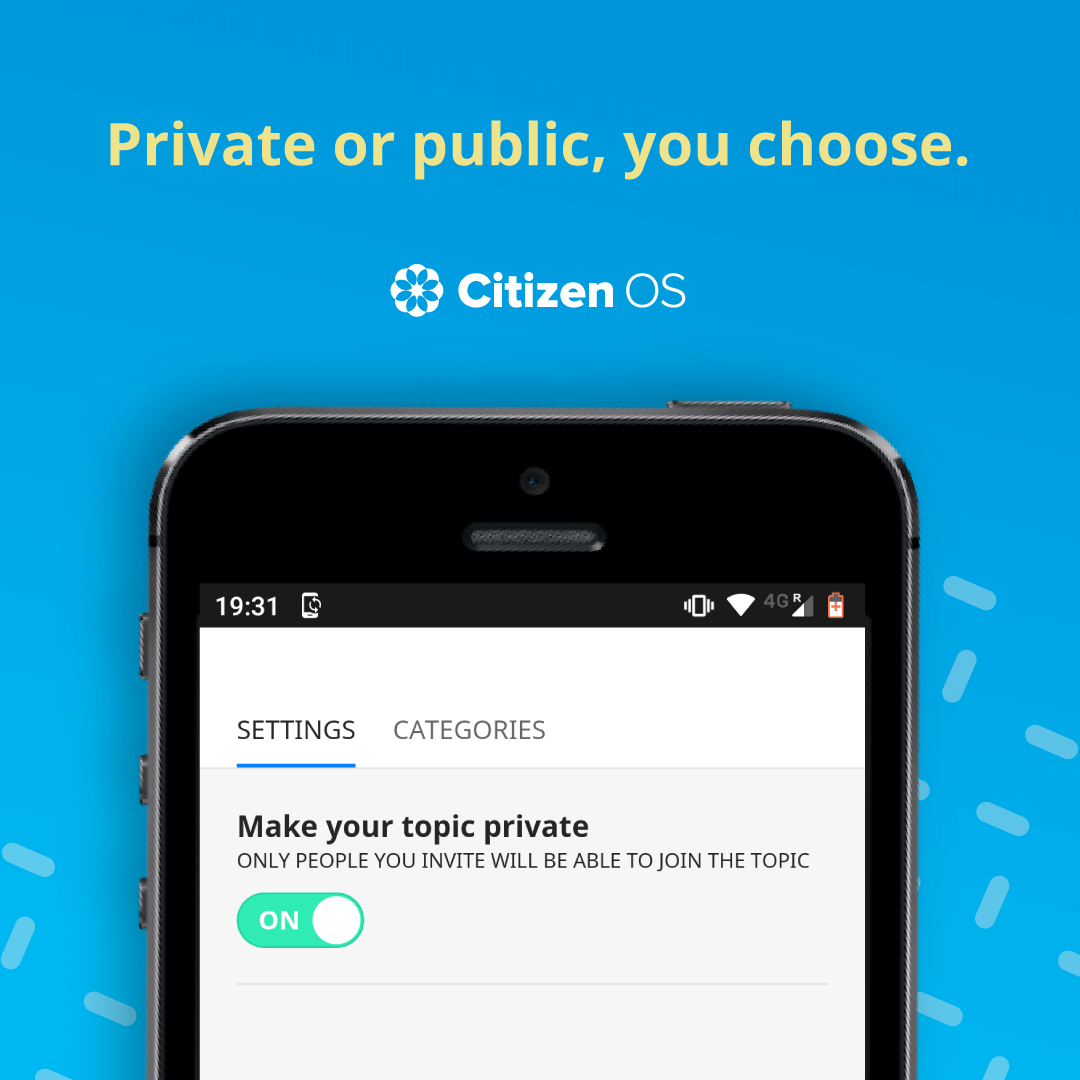 Private or public, you choose.
Citizen OS
19:31 4G R
SETTINGS CATEGORIES
Make your topic private
ONLY PEOPLE YOU INVITE WILL BE ABLE TO JOIN THE TOPIC
ON